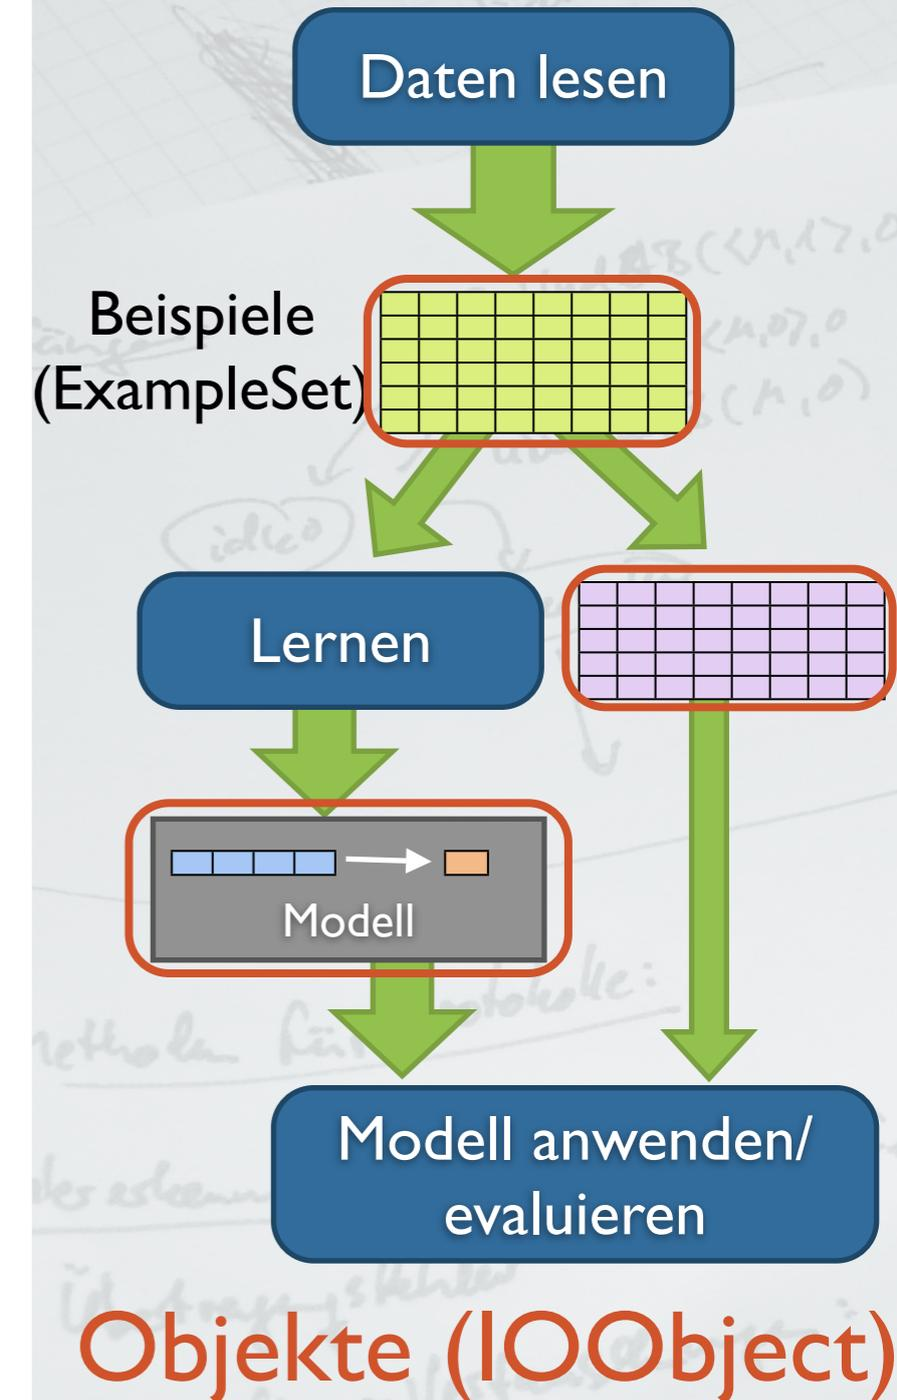 Daten lesen
Beispiele
(ExampleSet)
Lernen
Modell
Modell anwenden/
evaluieren
Objekte (IOObject)